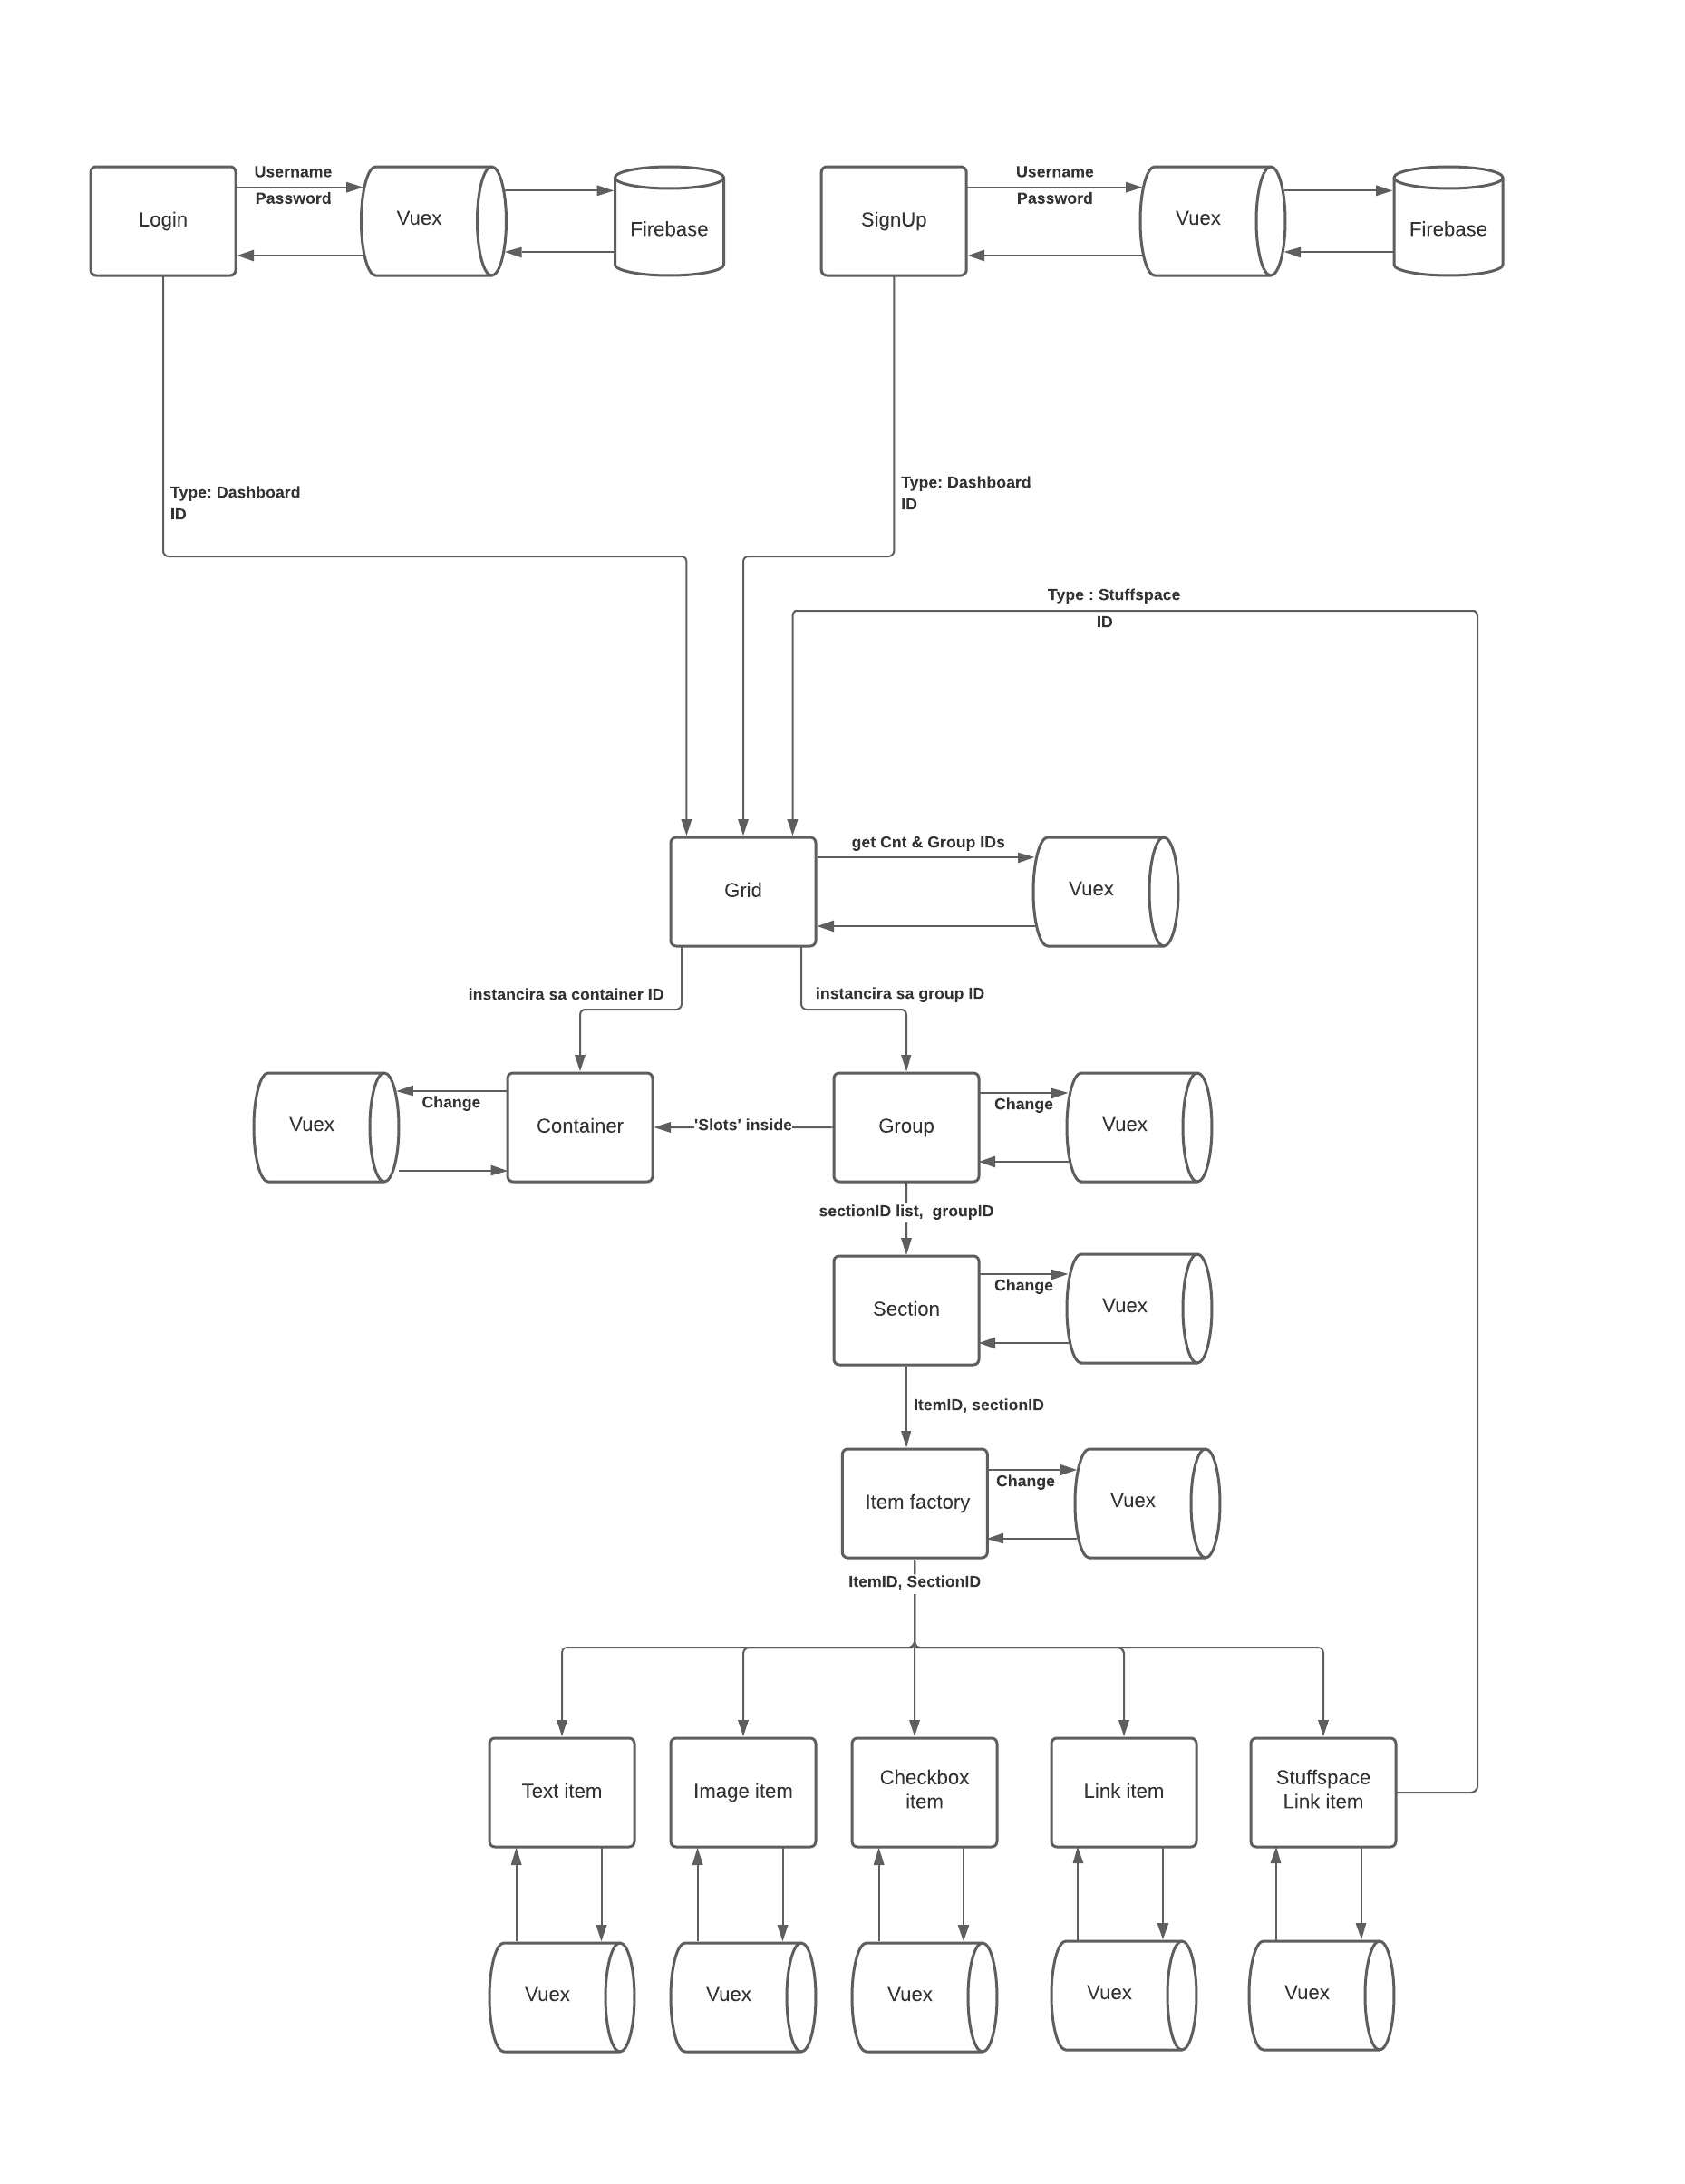 Username
Password
Login
Vuex
Firebase
Username
Password
SignUp
Vuex
Firebase
Type: Dashboard
ID
Type: Dashboard
ID
Type : Stuffspace
ID
get Cnt & Group IDs
Grid
Vuex
instancira sa container ID
instancira sa group ID
Vuex
Change
Container
'Slots' inside
Group
Change
Vuex
sectionID list,  groupID
Section
Change
Vuex
ItemID, sectionID
Item factory
Change
Vuex
ItemID, SectionID
Text item
Image item
Checkbox
item
Link item
Stuffspace
Link item
Vuex
Vuex
Vuex
Vuex
Vuex